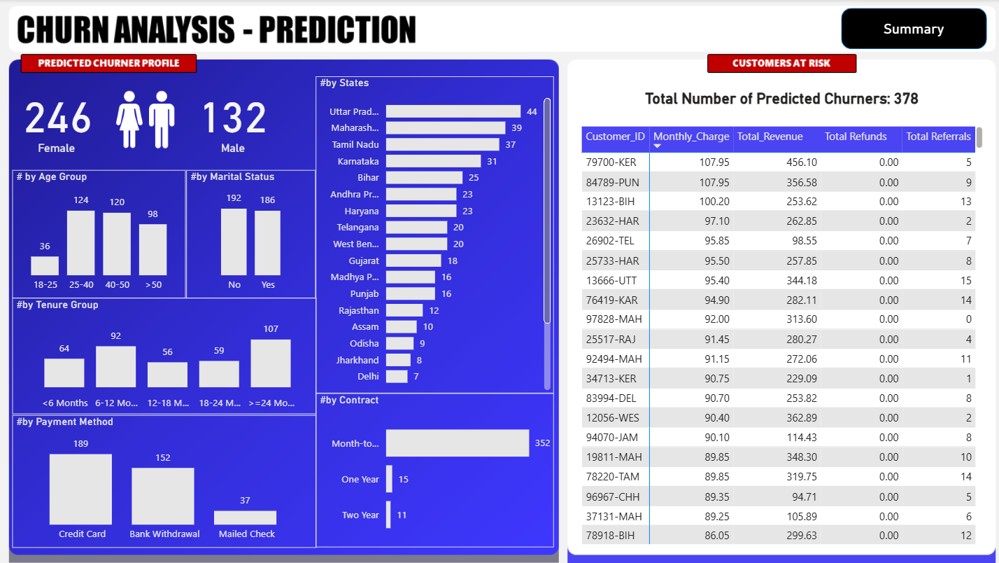 CHURN ANALYSIS - PREDICTION
Summary
PREDICTED CHURNER PROFILE
246
Female
132
Male
# by Age Group
36
124
120
98
18-25
25-40
40-50
>50
#by Marital Status
192
186
No
Yes
#by Tenure Group
64
92
56
59
107
<6 Months
6-12 Mo...
12-18 M...
18-24 M...
>=24 Mo...
#by Payment Method
189
152
37
Credit Card
Bank Withdrawal
Mailed Check
#by States
Uttar Prad... 44
Maharash... 39
Tamil Nadu 37
Karnataka 31
Bihar 25
Andhra Pr... 23
Haryana 23
Telangana 20
West Ben... 20
Gujarat 18
Madhya P... 16
Punjab 16
Rajasthan 12
Assam 10
Odisha 9
Jharkhand 8
Delhi 7
#by Contract
Month-to... 352
One Year 15
Two Year 11
CUSTOMERS AT RISK
Total Number of Predicted Churners: 378
Customer_ID Monthly_Charge Total_Revenue Total Refunds Total Referrals
79700-KER 107.95 456.10 0.00 5
84789-PUN 107.95 356.58 0.00 9
13123-BIH 100.20 253.62 0.00 13
23632-HAR 97.10 262.85 0.00 2
26902-TEL 95.85 98.55 0.00 7
25733-HAR 95.50 257.85 0.00 8
13666-UTT 95.40 344.18 0.00 15
76419-KAR 94.90 282.11 0.00 14
97828-MAH 92.00 313.60 0.00 0
25517-RAJ 91.45 280.27 0.00 4
92494-MAH 91.15 272.06 0.00 11
34713-KER 90.75 229.09 0.00 1
83994-DEL 90.70 253.82 0.00 8
12056-WES 90.40 362.89 0.00 2
94070-JAM 90.10 114.43 0.00 8
19811-MAH 89.85 348.30 0.00 10
78220-TAM 89.85 319.75 0.00 14
96967-CHH 89.35 94.71 0.00 5
37131-MAH 89.25 105.89 0.00 6
78918-BIH 86.05 299.63 0.00 12